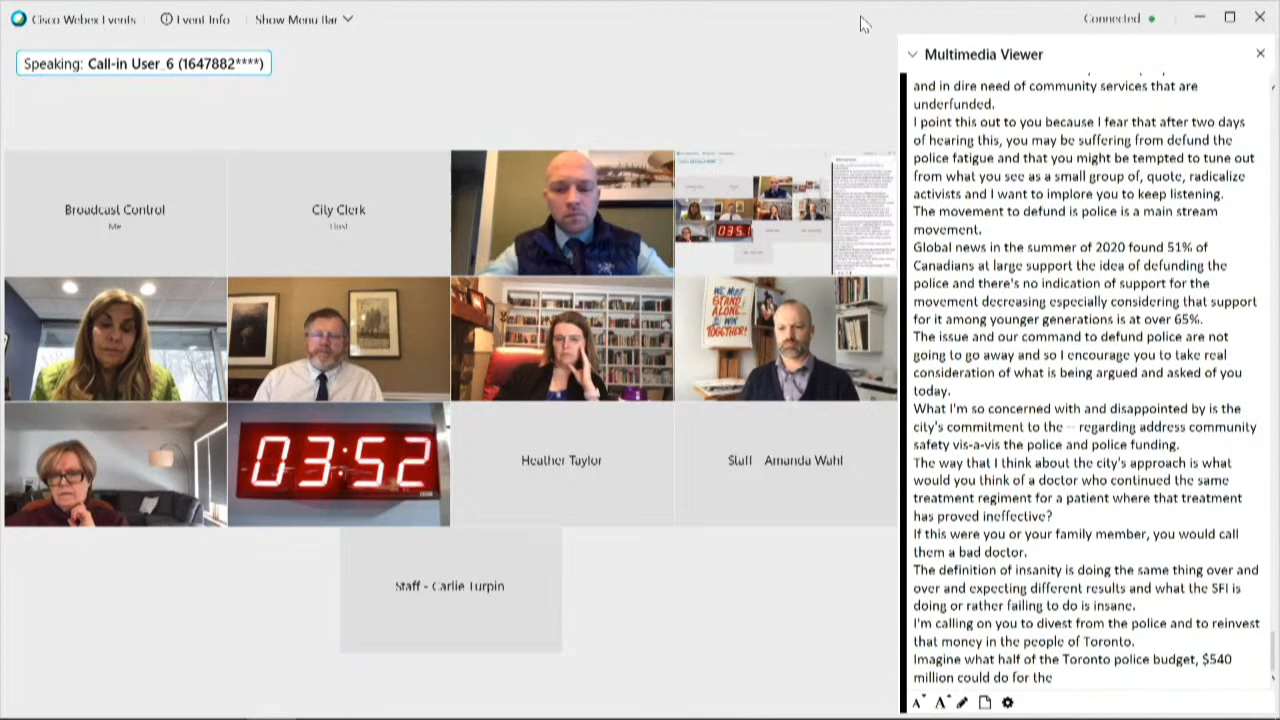 Cisco Webex Events
Event Info
Show Menu Bar
Connected
Speaking: Call-in User_6 (1647882****)
Multimedia Viewer
and in dire need of community services that are
underfunded.
I point this out to you because I fear that after two days
of hearing this, you may be suffering from defund the
police fatigue and that you might be tempted to tune out
from what you see as a small group of, quote, radicalize
activists and I want to implore you to keep listening.
The movement to defund is police is a main stream
movement.
Global news in the summer of 2020 found 51% of
Canadians at large support the idea of defunding the
police and there's no indication of support for the
movement decreasing especially considering that support
for it among younger generations is at over 65%.
The issue and our command to defund police are not
going to go away and so I encourage you to take real
consideration of what is being argued and asked of you
today.
What I'm so concerned with and disappointed by is the
city's commitment to the -- regarding address community
safety vis-a-vis the police and police funding.
The way that I think about the city's approach is what
would you think of a doctor who continued the same
treatment regiment for a patient where that treatment
has proved ineffective?
If this were you or your family member, you would call
them a bad doctor.
The definition of insanity is doing the same thing over and
over and expecting different results and what the SFI is
doing or rather failing to do is insane.
I'm calling on you to divest from the police and to reinvest
that money in the people of Toronto.
Imagine what half of the Toronto police budget, $540
million could do for the
Broadcast
Me
City Clerk
Host
03:51
WE MUST
STAND
ALONE...
WIN
TOGETHER!
03:52
Heather Taylor
Staff Amanda Wahl
Staff - Carlie Turpin